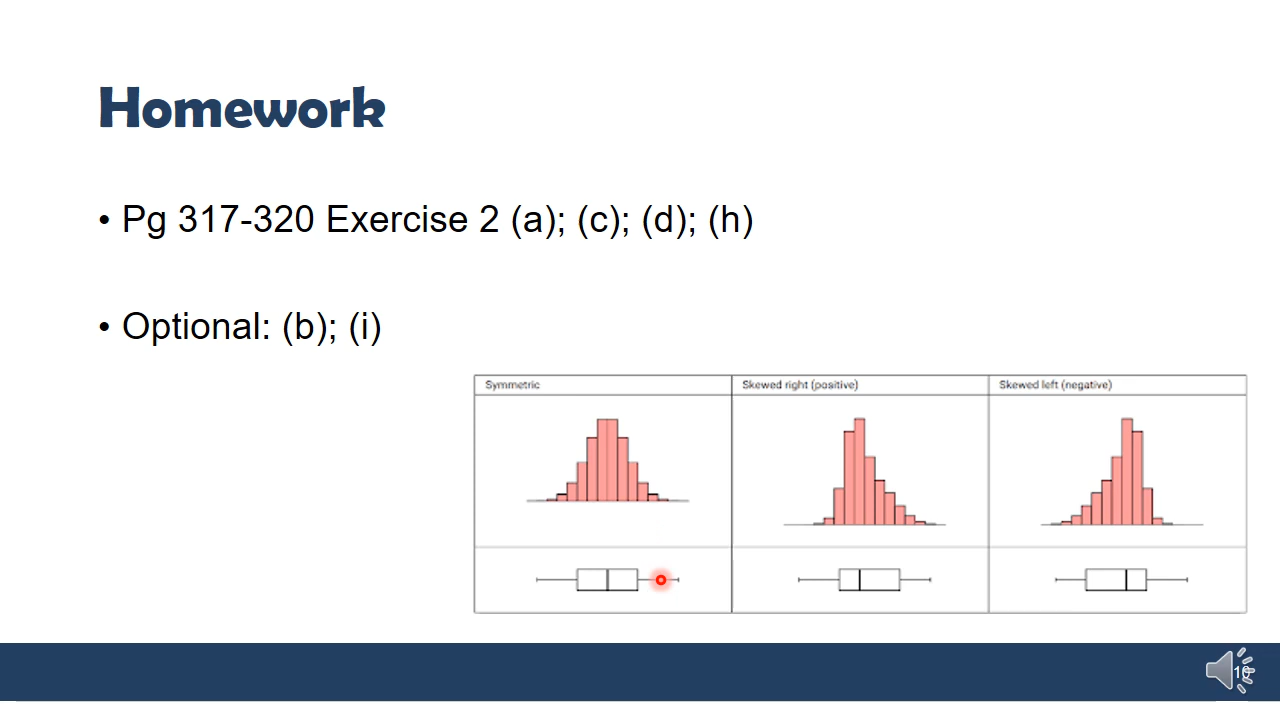 Homework
• Pg 317-320 Exercise 2 (a); (c); (d); (h)
• Optional: (b); (i)
Symmetric
Skewed right (positive)
Skewed left (negative)